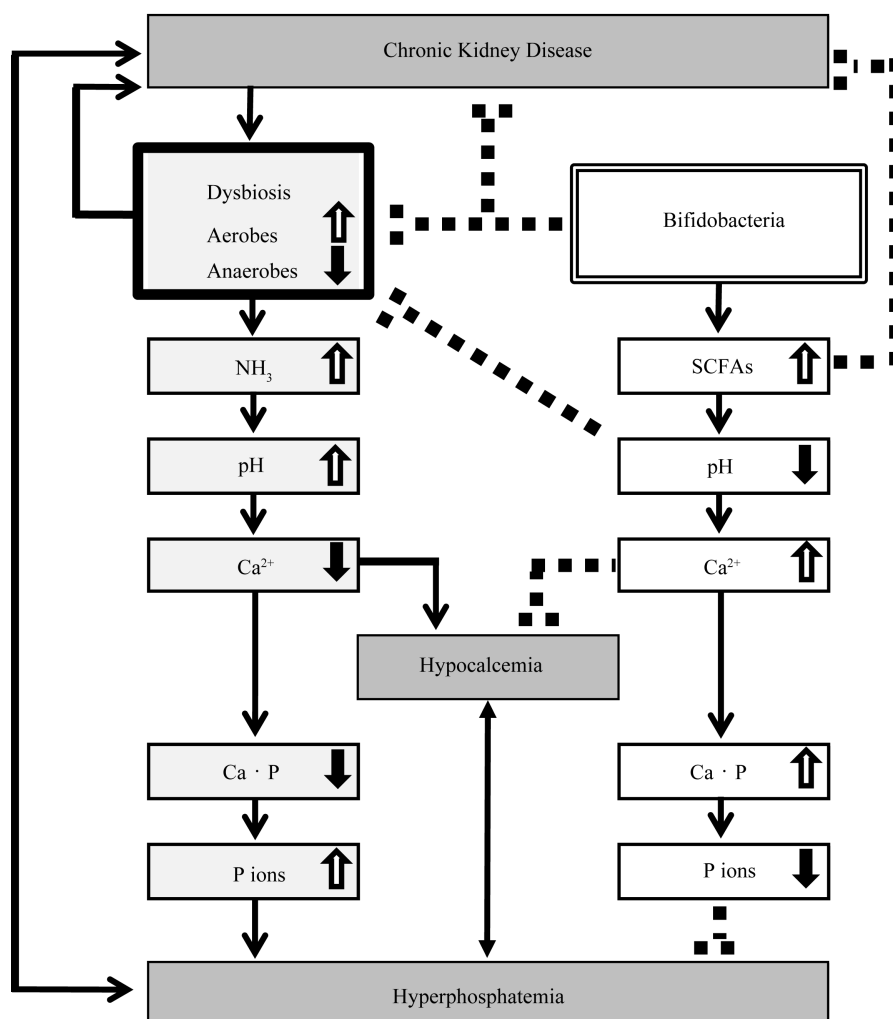 Chronic Kidney Disease
Dysbiosis
Aerobes
Anaerobes
Bifidobacteria
NH₃
SCFAs
pH
pH
Ca²⁺
Ca²⁺
Hypocalcemia
Ca · P
Ca · P
P ions
P ions
Hyperphosphatemia